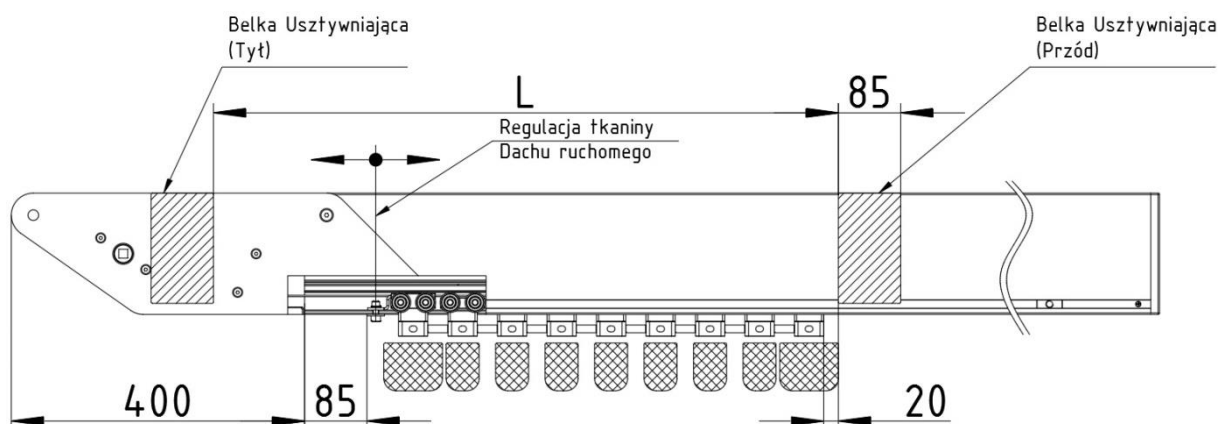 Belka Usztywniająca
(Tył)
Belka Usztywniająca
(Przód)
L
85
Regulacja tkaniny
Dachu ruchomego
400
85
20